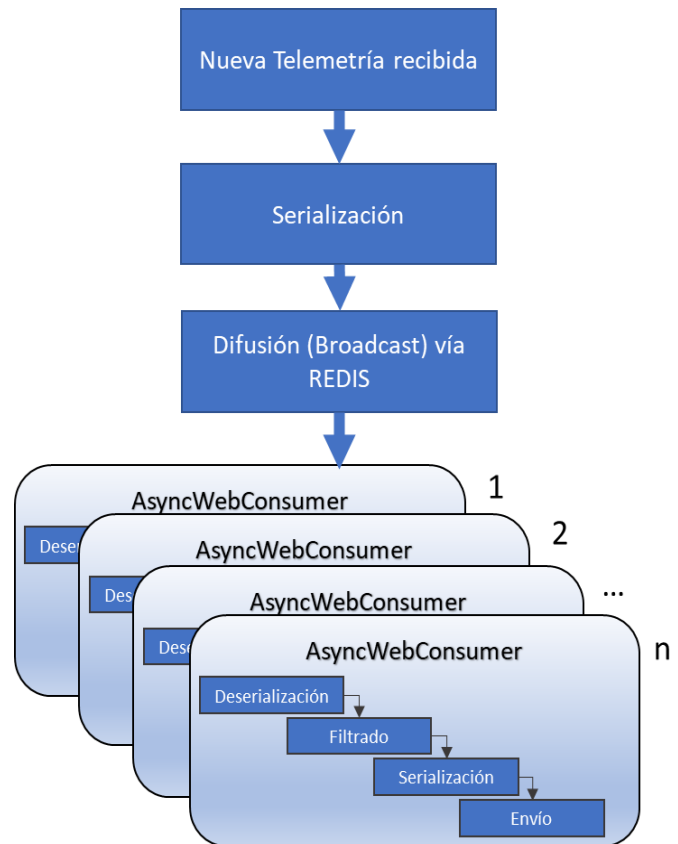 Nueva Telemetría recibida
Serialización
Difusión (Broadcast) vía
REDIS
AsyncWebConsumer
1
AsyncWebConsumer
2
AsyncWebConsumer
...
AsyncWebConsumer
n
Deserialización
Filtrado
Serialización
Envío